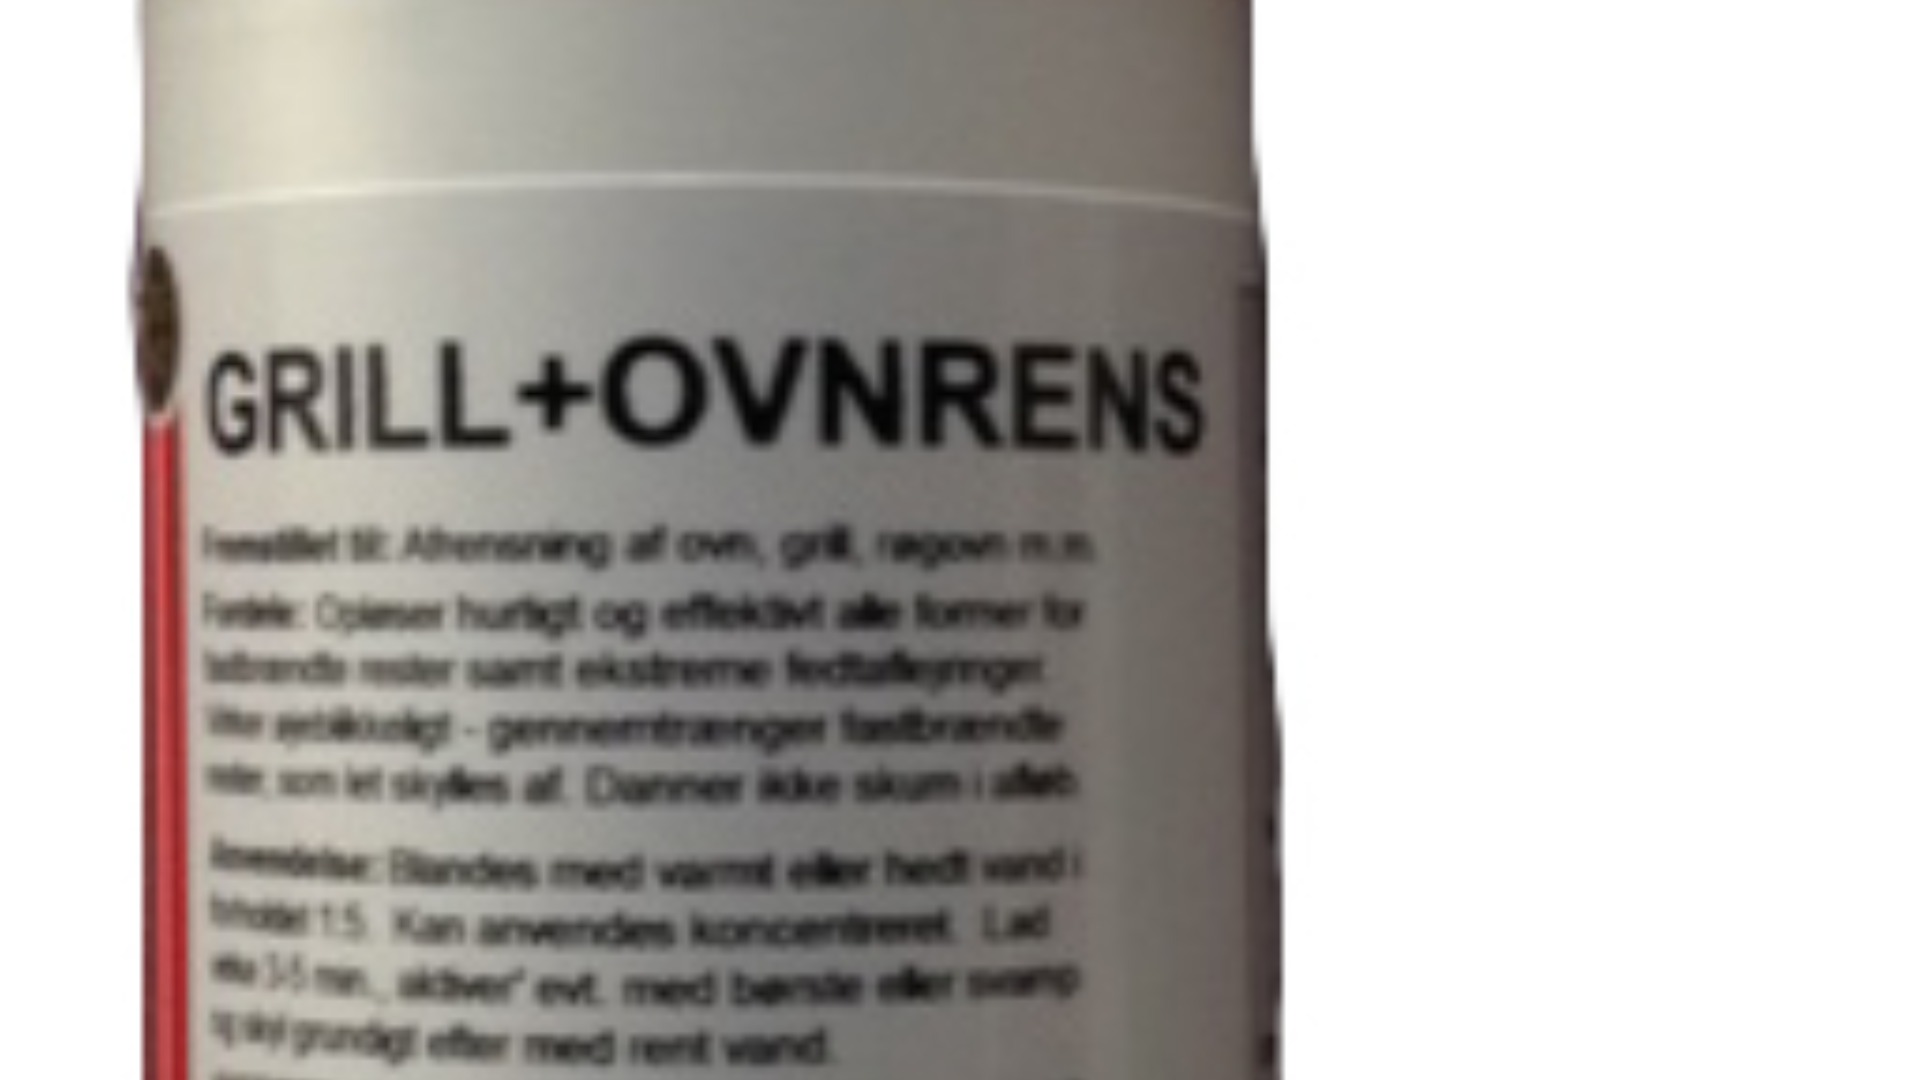 GRILL+OVNRENS
Fremstillet til: Afrensning af ovn, grill, røgovn m.m.
Fordele: Opløser hurtigt og effektivt alle former for
fastbrændte rester samt ekstreme fedtaflejringer.
Virker øjeblikkeligt - gennemtrænger fastbrændte
rester, som let skylles af. Danner ikke skum i afløb.
Anvendelse: Blandes med varmt eller hedt vand i
forholdet 1:5. Kan anvendes koncentreret. Lad
virke 3-5 min., aktiver' evt. med børste eller svamp
og skyl grundigt efter med rent vand.